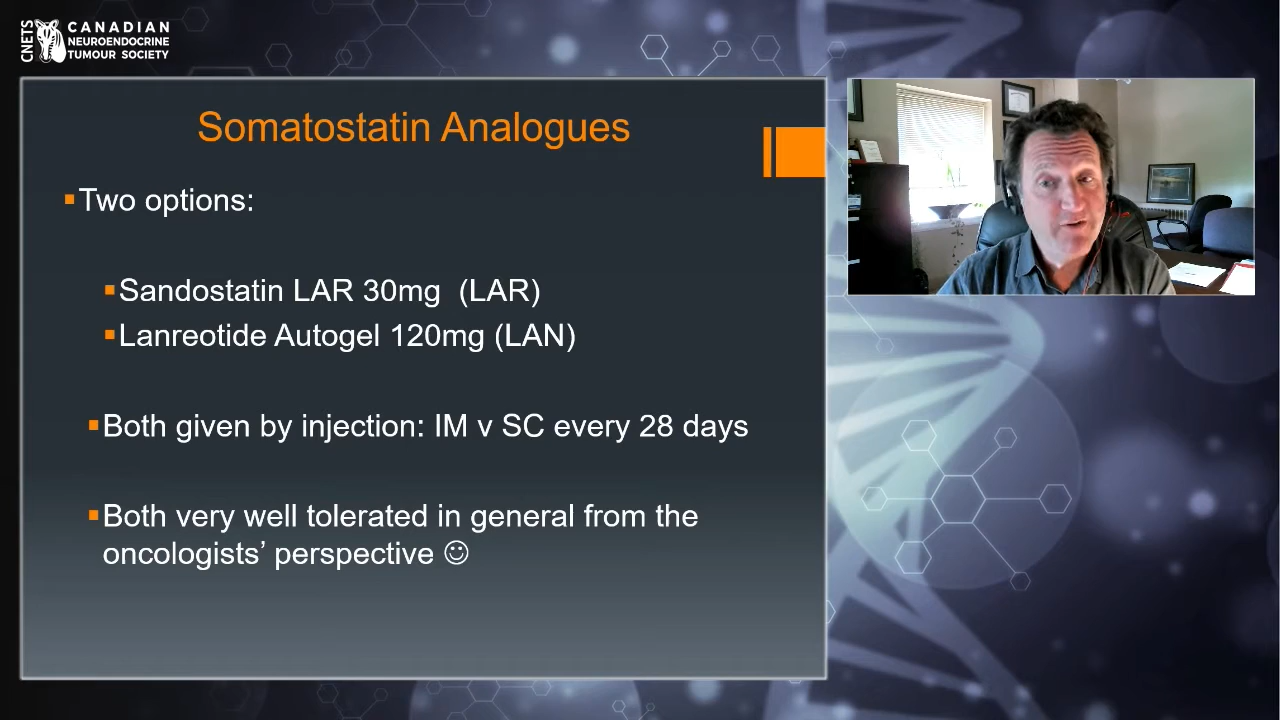 CNETS
CANADIAN
NEUROENDOCRINE
TUMOUR SOCIETY
Somatostatin Analogues
Two options:
Sandostatin LAR 30mg (LAR)
Lanreotide Autogel 120mg (LAN)
Both given by injection: IM v SC every 28 days
Both very well tolerated in general from the
oncologists’ perspective ☺